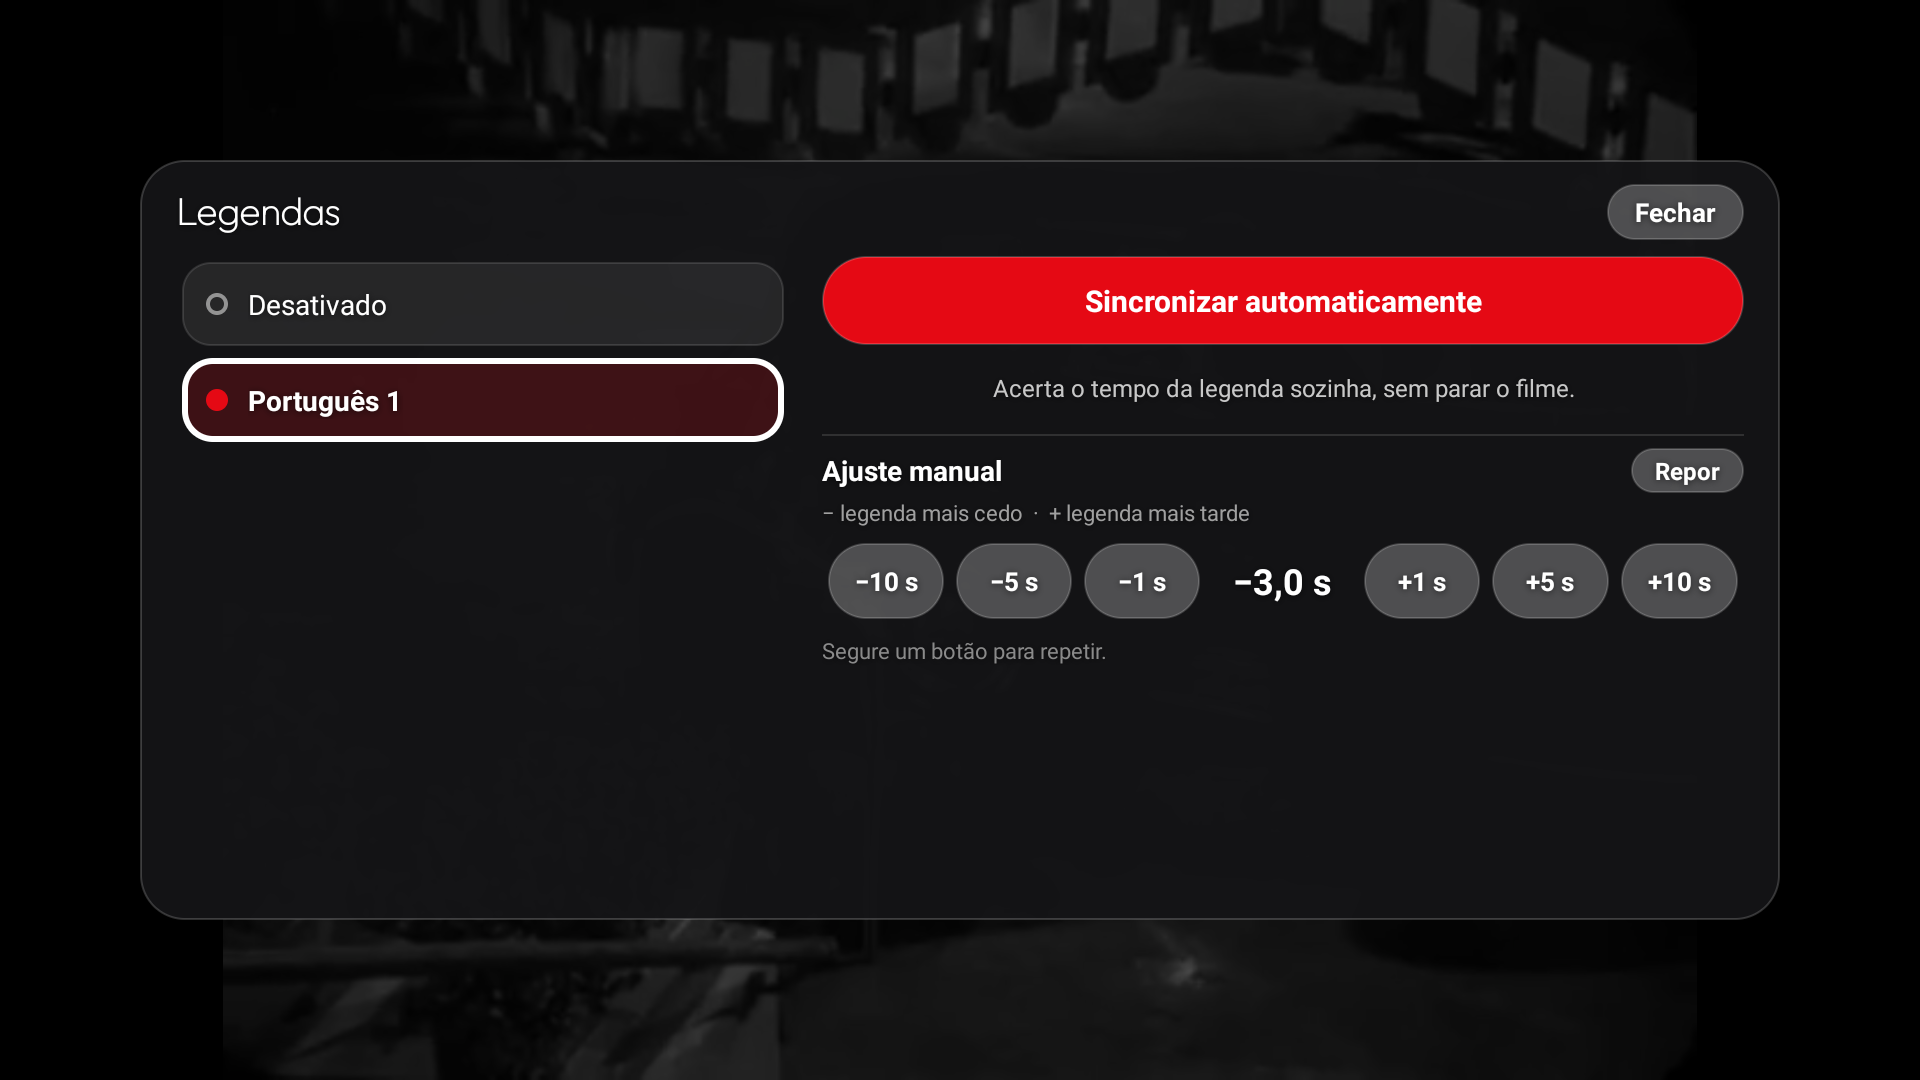 Legendas
Fechar
Desativado
Português 1
Sincronizar automaticamente
Acerta o tempo da legenda sozinha, sem parar o filme.
Ajuste manual
Repor
− legenda mais cedo · + legenda mais tarde
−10 s −5 s −1 s −3,0 s +1 s +5 s +10 s
Segure um botão para repetir.